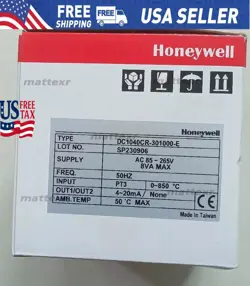 FREE SHIPPING
USA SELLER
Honeywell
mattexr
US FREE TAX
Honeywell
TYPE DC1040CR-301000-E
LOT NO. SP230906
SUPPLY AC 85 - 265V
8VA MAX
FREQ. 50HZ
INPUT PT3 0~850 °C
OUT1/OUT2 4~20mA / None
AMB.TEMP 50 °C MAX
Made in Taiwan
mattexr